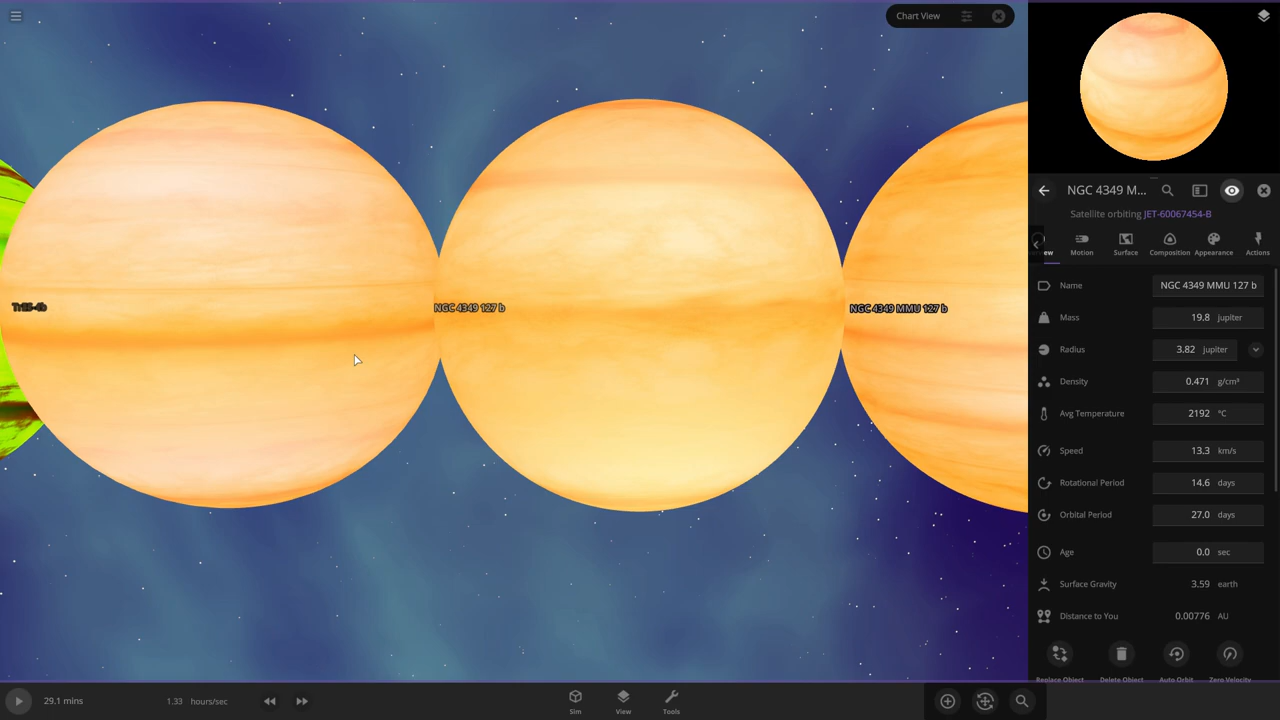 Chart View
NGC 4349 M...
Satellite orbiting JET-60067454-B
ew
Motion
Surface
Composition
Appearance
Actions
Name
NGC 4349 MMU 127 b
Mass
19.8 jupiter
Radius
3.82 jupiter
Density
0.471 g/cm³
Avg Temperature
2192 °C
Speed
13.3 km/s
Rotational Period
14.6 days
Orbital Period
27.0 days
Age
0.0 sec
Surface Gravity
3.59 earth
Distance to You
0.00776 AU
Replace Object
Delete Object
Auto Orbit
Zero Velocity
TrES-4b
NGC 4349 127 b
NGC 4349 MMU 127 b
29.1 mins
1.33 hours/sec
Sim
View
Tools